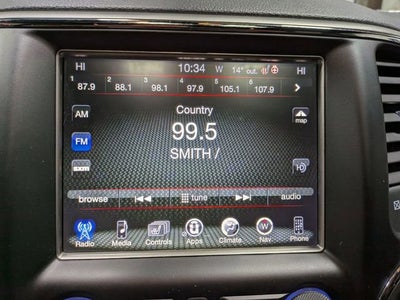 HI 10:34 W 14° out HI
1 2 3 4 5 6
87.9 88.1 98.1 97.9 105.1 107.9
AM
Country
map
FM
99.5
SMITH /
browse tune audio
Radio Media Controls Apps Climate Nav Phone